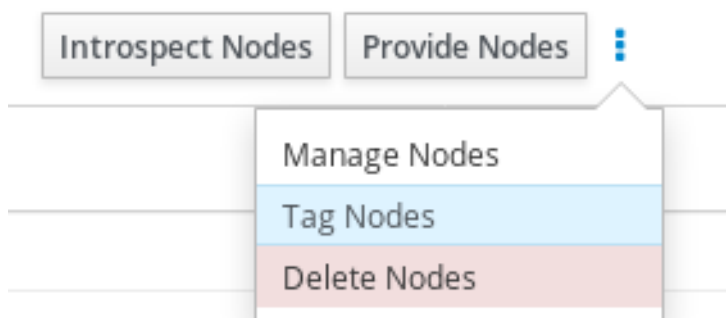 Introspect Nodes Provide Nodes
Manage Nodes
Tag Nodes
Delete Nodes